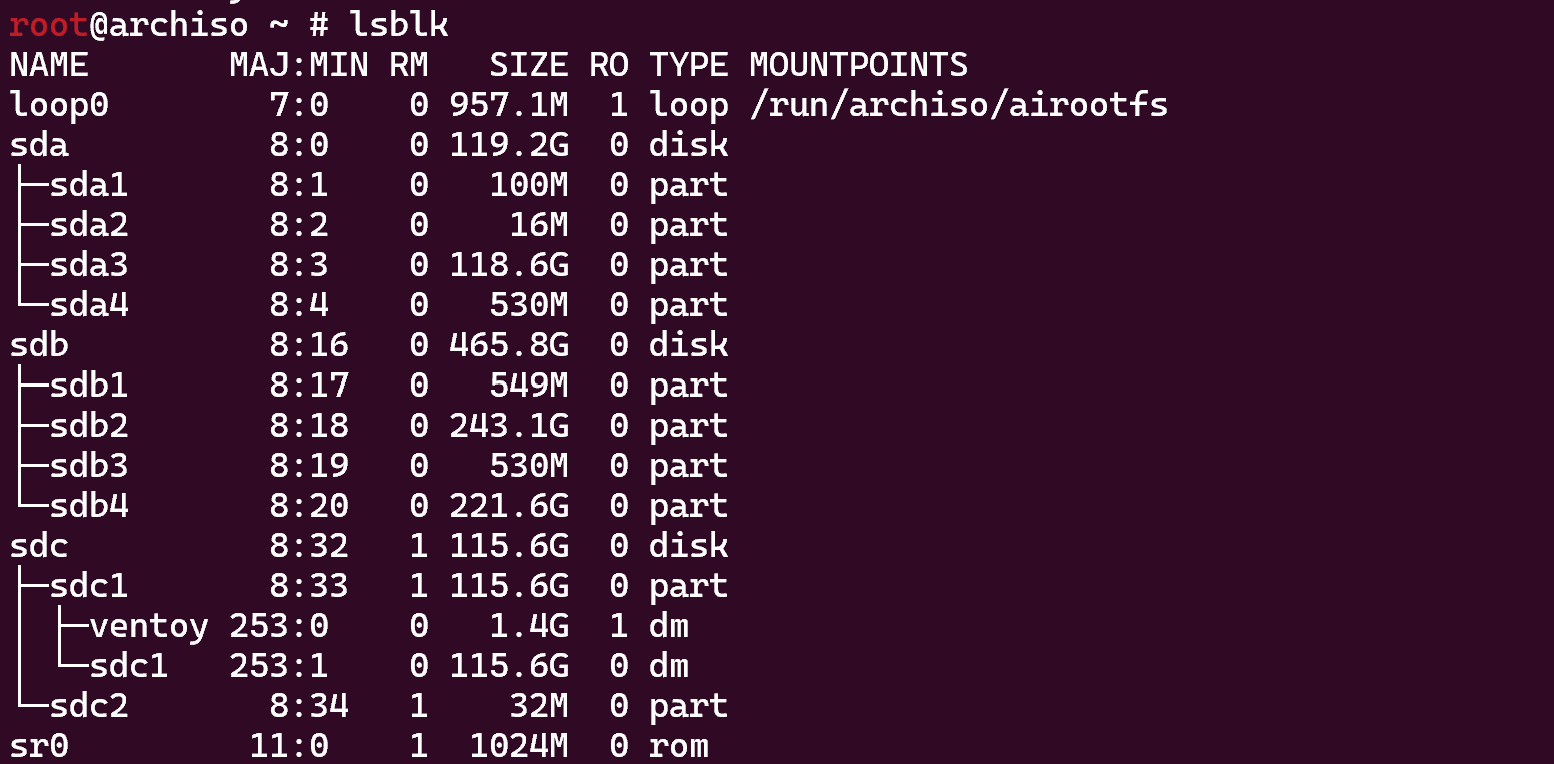 root@archiso ~ # lsblk
NAME       MAJ:MIN RM   SIZE RO TYPE MOUNTPOINTS
loop0        7:0    0 957.1M  1 loop /run/archiso/airootfs
sda          8:0    0 119.2G  0 disk
├─sda1       8:1    0   100M  0 part
├─sda2       8:2    0    16M  0 part
├─sda3       8:3    0 118.6G  0 part
└─sda4       8:4    0   530M  0 part
sdb          8:16   0 465.8G  0 disk
├─sdb1       8:17   0   549M  0 part
├─sdb2       8:18   0 243.1G  0 part
├─sdb3       8:19   0   530M  0 part
└─sdb4       8:20   0 221.6G  0 part
sdc          8:32   1 115.6G  0 disk
├─sdc1       8:33   1 115.6G  0 part
│ ├─ventoy 253:0    0   1.4G  1 dm
│ └─sdc1   253:1    0 115.6G  0 dm
└─sdc2       8:34   1    32M  0 part
sr0         11:0    1  1024M  0 rom